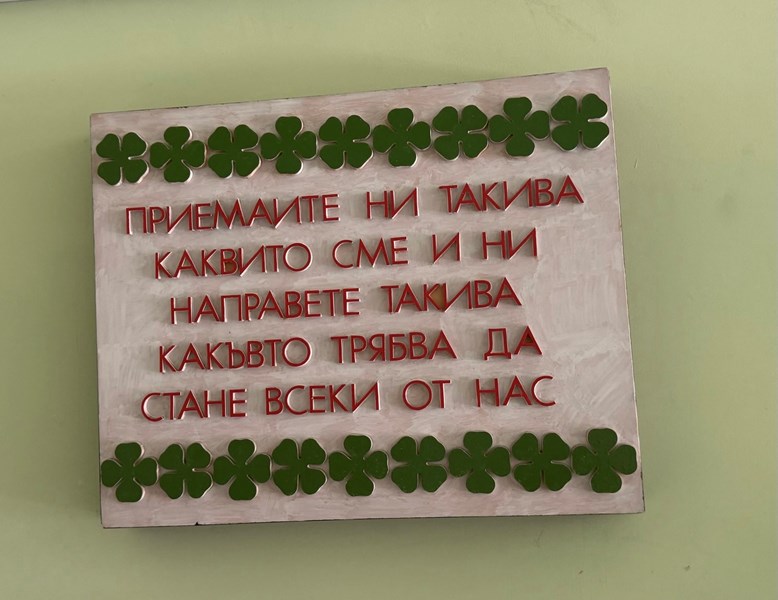 ПРИЕМАИТЕ НИ ТАКИВА
КАКВИТО СМЕ И НИ
НАПРАВЕТЕ ТАКИВА
КАКЪВТО ТРЯБВА ДА
СТАНЕ ВСЕКИ ОТ НАС